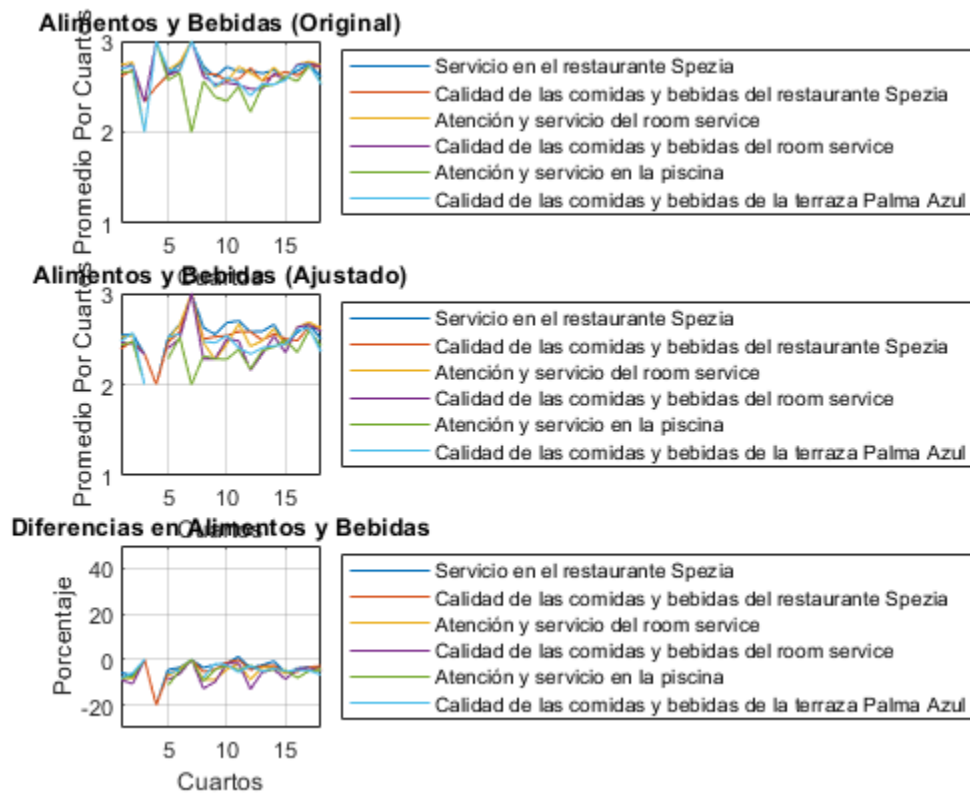 Alimentos y Bebidas (Original)
Promedio Por Cuartos
3
2
1
5 10 15
Cuartos
Servicio en el restaurante Spezia
Calidad de las comidas y bebidas del restaurante Spezia
Atención y servicio del room service
Calidad de las comidas y bebidas del room service
Atención y servicio en la piscina
Calidad de las comidas y bebidas de la terraza Palma Azul
Alimentos y Bebidas (Ajustado)
Promedio Por Cuartos
3
2
1
5 10 15
Cuartos
Servicio en el restaurante Spezia
Calidad de las comidas y bebidas del restaurante Spezia
Atención y servicio del room service
Calidad de las comidas y bebidas del room service
Atención y servicio en la piscina
Calidad de las comidas y bebidas de la terraza Palma Azul
Diferencias en Alimentos y Bebidas
Porcentaje
40
20
0
-20
5 10 15
Cuartos
Servicio en el restaurante Spezia
Calidad de las comidas y bebidas del restaurante Spezia
Atención y servicio del room service
Calidad de las comidas y bebidas del room service
Atención y servicio en la piscina
Calidad de las comidas y bebidas de la terraza Palma Azul